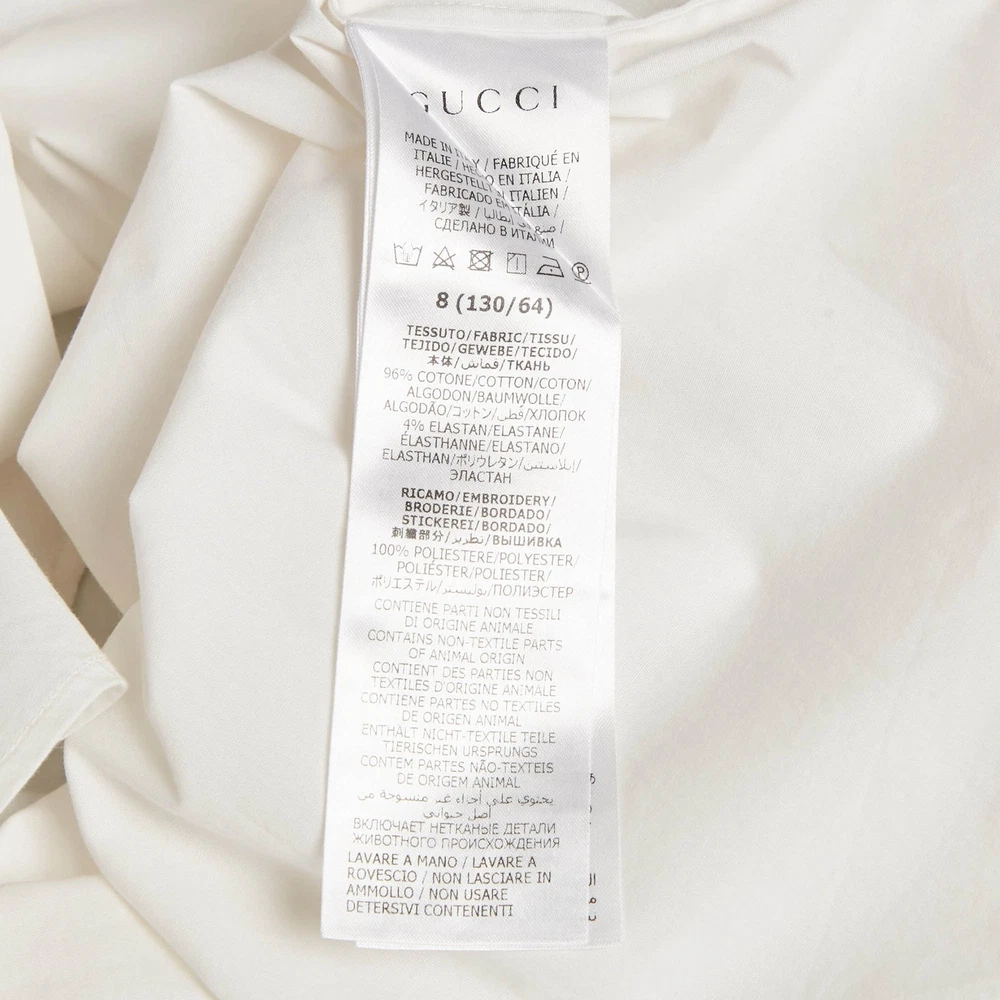 GUCCI
MADE IN ITALY /
ITALIE / / FABRIQUÉ EN
HERGESTELLT EN ITALIA /
FABRICADO EM ITALIEN /
イタリア製 / ITÁLIA /
صنع في إيطاليا /
СДЕЛАНО В ИТАЛИИ
P
8 (130/64)
TESSUTO/FABRIC/TISSU/
TEJIDO/GEWEBE/TECIDO/
本体/قماش/ТКАНЬ
96% COTONE/COTTON/COTON/
ALGODON/BAUMWOLLE/
ALGODÃO/コットン/قطن/ХЛОПОК
4% ELASTAN/ELASTANE/
ÉLASTHANNE/ELASTANO/
ELASTHAN/ポリウレタン/إيلاستين/
ЭЛАСТАН
RICAMO/EMBROIDERY/
BRODERIE/BORDADO/
STICKEREI/BORDADO/
刺繍部分/تطريز/ВЫШИВКА
100% POLIESTERE/POLYESTER/
POLIÉSTER/POLIESTER/
ポリエステル/بوليستير/ПОЛИЭСТЕР
CONTIENE PARTI NON TESSILI
DI ORIGINE ANIMALE
CONTAINS NON-TEXTILE PARTS
OF ANIMAL ORIGIN
CONTIENT DES PARTIES NON
TEXTILES D'ORIGINE ANIMALE
CONTIENE PARTES NO TEXTILES
DE ORIGEN ANIMAL
ENTHÄLT NICHT-TEXTILE TEILE
TIERISCHEN URSPRUNGS
CONTEM PARTES NÃO-TEXTEIS
DE ORIGEM ANIMAL
يحتوي على أجزاء غير منسوجة من
أصل حيواني
ВКЛЮЧАЕТ НЕТКАНЫЕ ДЕТАЛИ
ЖИВОТНОГО ПРОИСХОЖДЕНИЯ
LAVARE A MANO / LAVARE A
ROVESCIO / NON LASCIARE IN
AMMOLLO / NON USARE
DETERSIVI CONTENENTI